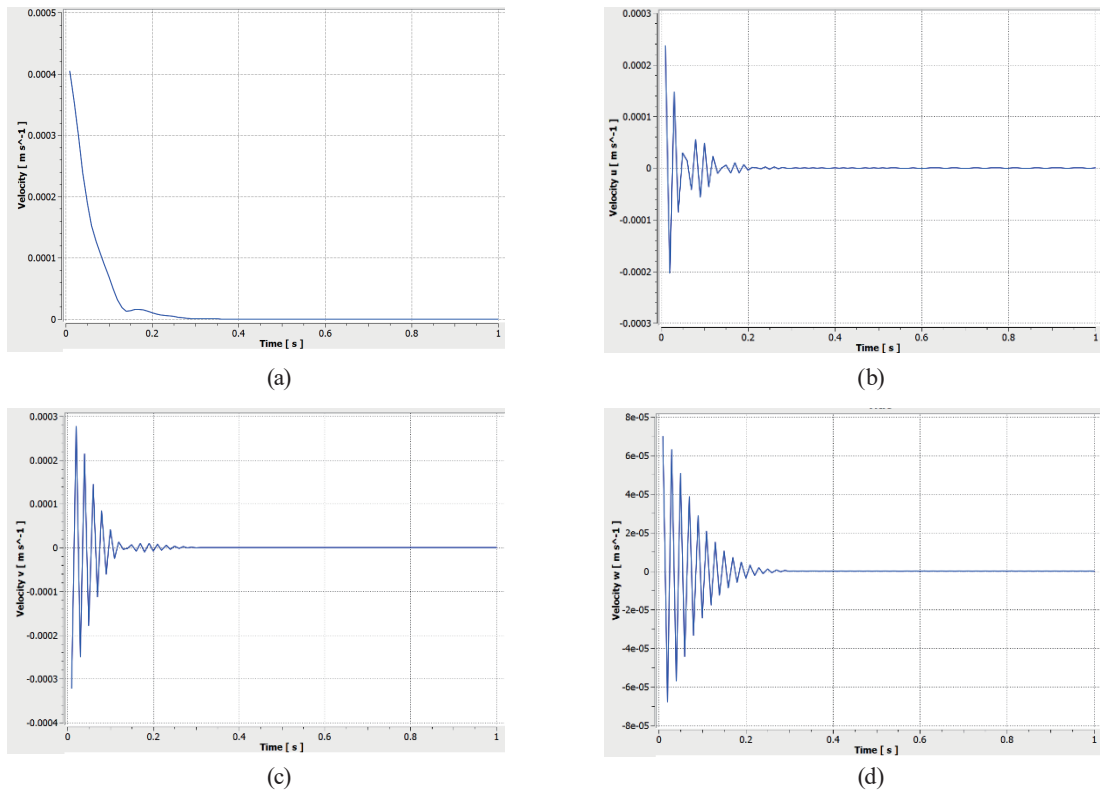 0.0005
0.0004
0.0003
0.0002
0.0001
0
Velocity [ m s^-1 ]
0
0.2
0.4
0.6
0.8
1
Time [ s ]
(a)
0.0003
0.0002
0.0001
0
-0.0001
-0.0002
-0.0003
Velocity u [ m s^-1 ]
0
0.2
0.4
0.6
0.8
1
Time [ s ]
(b)
0.0003
0.0002
0.0001
0
-0.0001
-0.0002
-0.0003
-0.0004
Velocity v [ m s^-1 ]
0
0.2
0.4
0.6
0.8
1
Time [ s ]
(c)
8e-05
6e-05
4e-05
2e-05
0
-2e-05
-4e-05
-6e-05
-8e-05
Velocity w [ m s^-1 ]
0
0.2
0.4
0.6
0.8
1
Time [ s ]
(d)